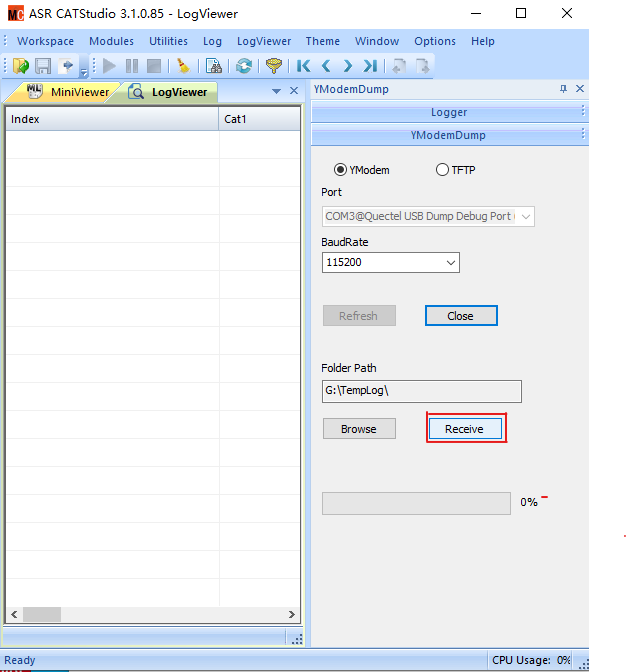 ASR CATStudio 3.1.0.85 - LogViewer
Workspace Modules Utilities Log LogViewer Theme Window Options Help
MiniViewer LogViewer
Index Cat1
YModemDump
Logger
YModemDump
YModem TFTP
Port
COM3@Quectel USB Dump Debug Port (
BaudRate
115200
Refresh Close
Folder Path
G:\TempLog\
Browse Receive
0%
Ready CPU Usage: 0%